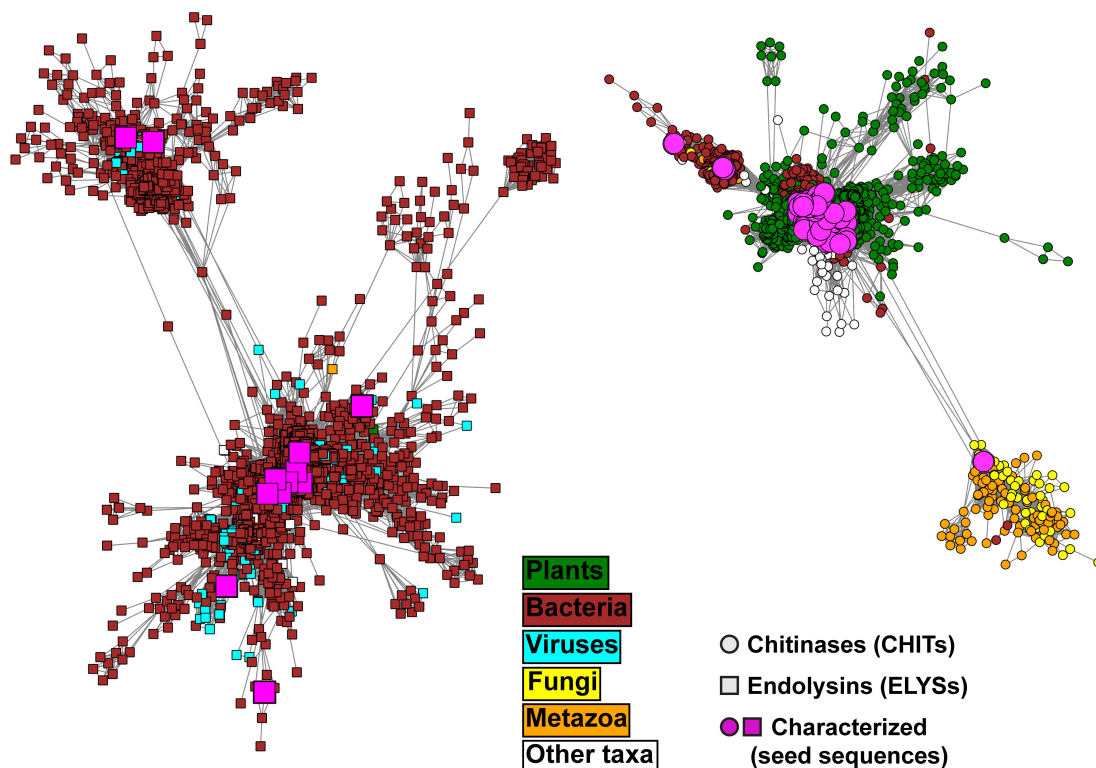 Plants
Bacteria
Viruses
Fungi
Metazoa
Other taxa
Chitinases (CHITs)
Endolysins (ELYSs)
Characterized
(seed sequences)